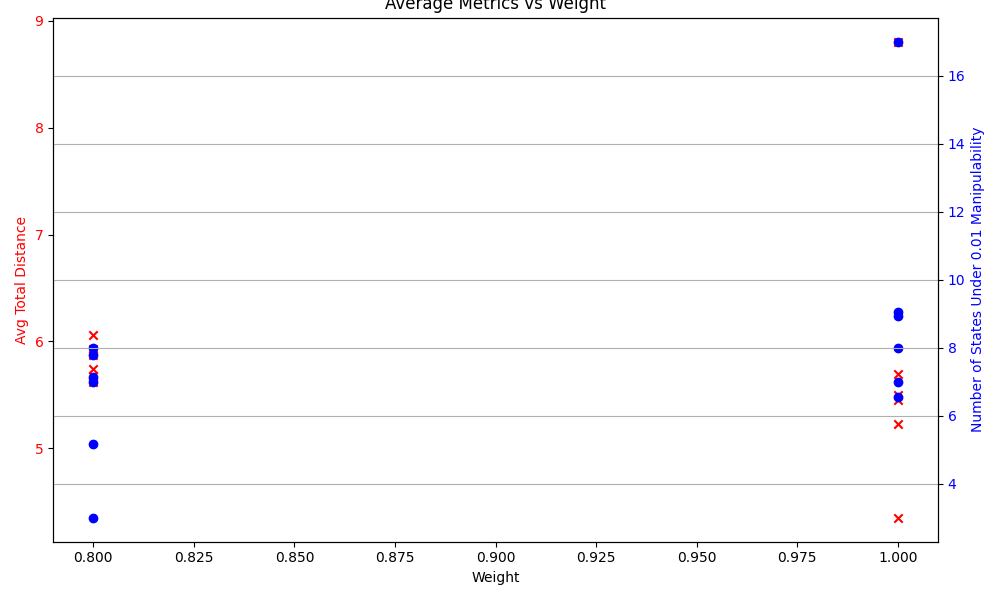 Average Metrics vs Weight
9
8
7
6
5
Avg Total Distance
16
14
12
10
8
6
4
Number of States Under 0.01 Manipulability
0.800 0.825 0.850 0.875 0.900 0.925 0.950 0.975 1.000
Weight